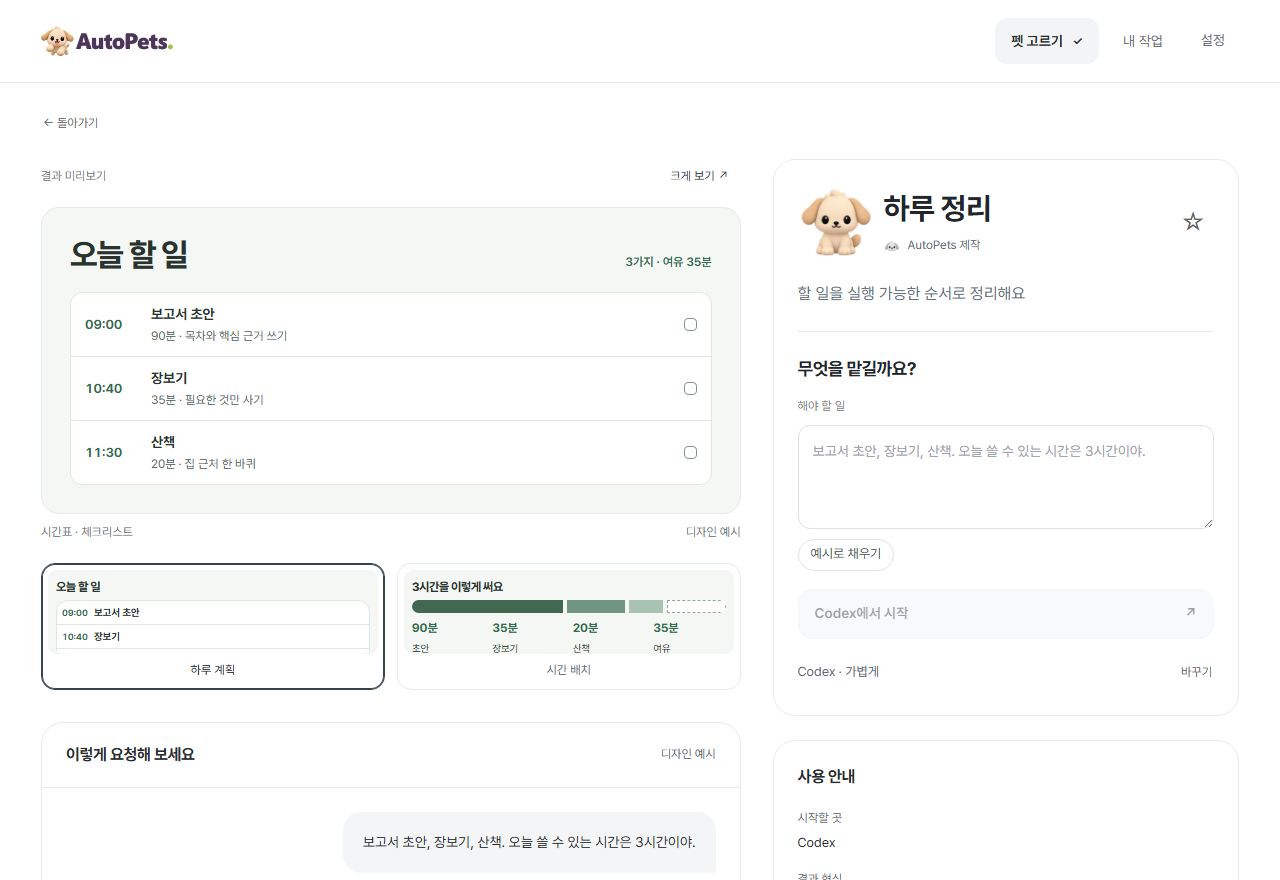 AutoPets.
펫 고르기 ✓
내 작업
설정
← 돌아가기
결과 미리보기
크게 보기 ↗
오늘 할 일
3가지 · 여유 35분
09:00
보고서 초안
90분 · 목차와 핵심 근거 쓰기
10:40
장보기
35분 · 필요한 것만 사기
11:30
산책
20분 · 집 근처 한 바퀴
시간표 · 체크리스트
디자인 예시
오늘 할 일
09:00 보고서 초안
10:40 장보기
하루 계획
3시간을 이렇게 써요
90분 35분 20분 35분
초안 장보기 산책 여유
시간 배치
이렇게 요청해 보세요
디자인 예시
보고서 초안, 장보기, 산책. 오늘 쓸 수 있는 시간은 3시간이야.
하루 정리
AutoPets 제작
할 일을 실행 가능한 순서로 정리해요
무엇을 맡길까요?
해야 할 일
보고서 초안, 장보기, 산책. 오늘 쓸 수 있는 시간은 3시간이야.
예시로 채우기
Codex에서 시작 ↗
Codex · 가볍게
바꾸기
사용 안내
시작할 곳
Codex
결과 형식